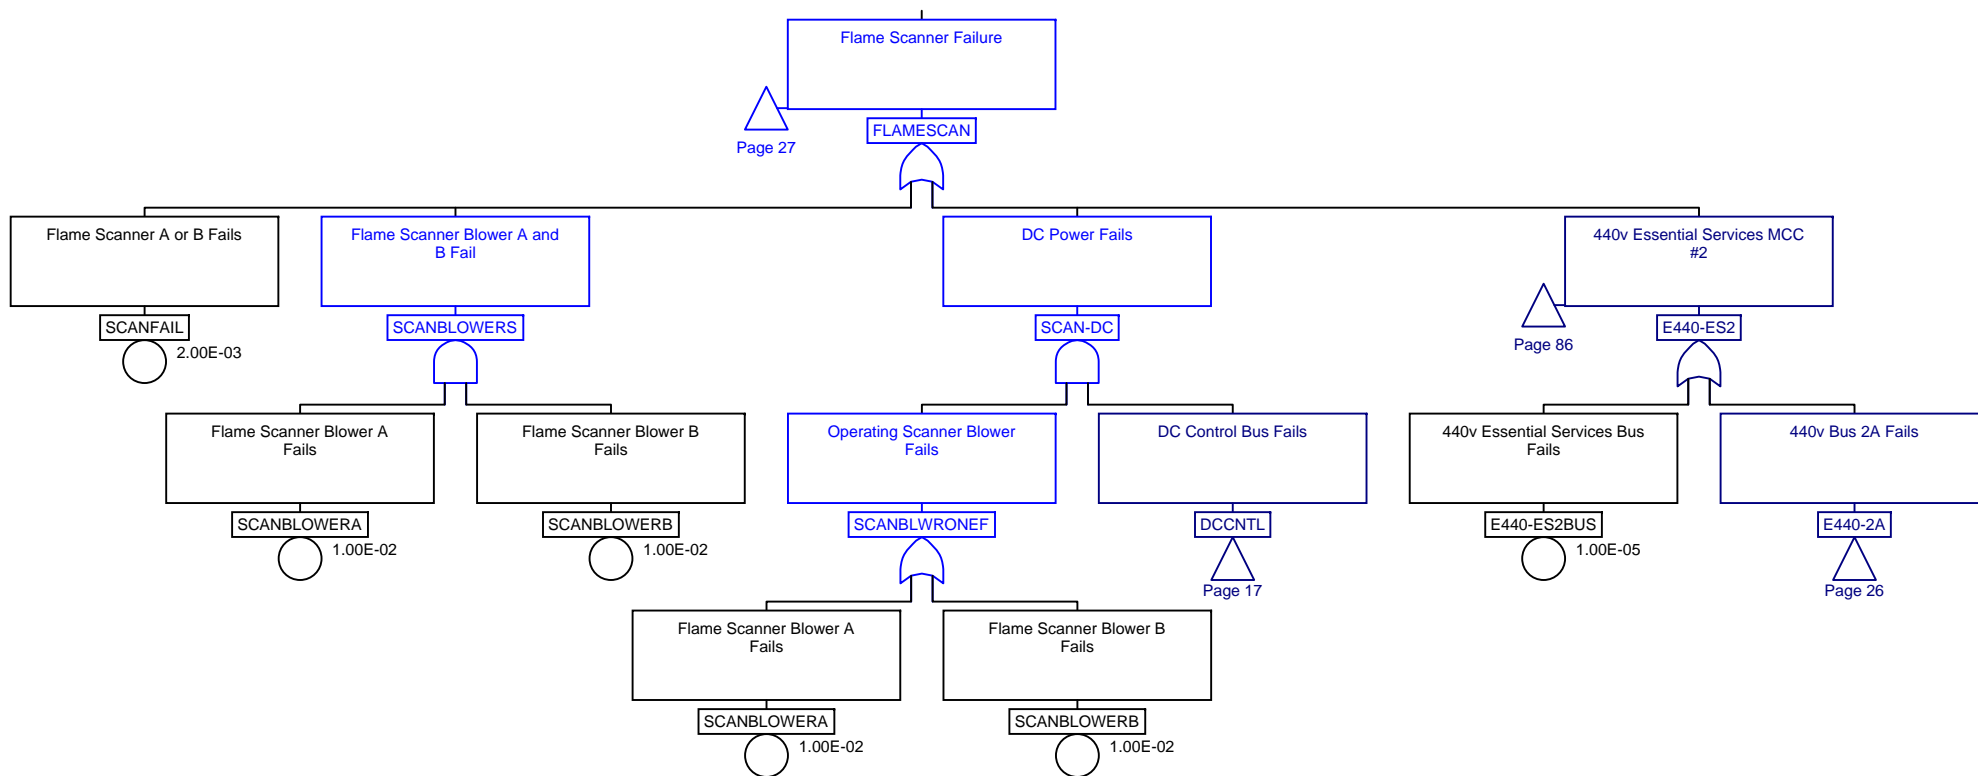 Flame Scanner Failure
Page 27
FLAMESCAN
Flame Scanner A or B Fails
SCANFAIL
2.00E-03
Flame Scanner Blower A and
B Fail
SCANBLOWERS
DC Power Fails
SCAN-DC
440v Essential Services MCC
#2
Page 86
E440-ES2
Flame Scanner Blower A
Fails
SCANBLOWERA
1.00E-02
Flame Scanner Blower B
Fails
SCANBLOWERB
1.00E-02
Operating Scanner Blower
Fails
SCANBLWRONEF
DC Control Bus Fails
DCCNTL
Page 17
440v Essential Services Bus
Fails
E440-ES2BUS
1.00E-05
440v Bus 2A Fails
E440-2A
Page 26
Flame Scanner Blower A
Fails
SCANBLOWERA
1.00E-02
Flame Scanner Blower B
Fails
SCANBLOWERB
1.00E-02